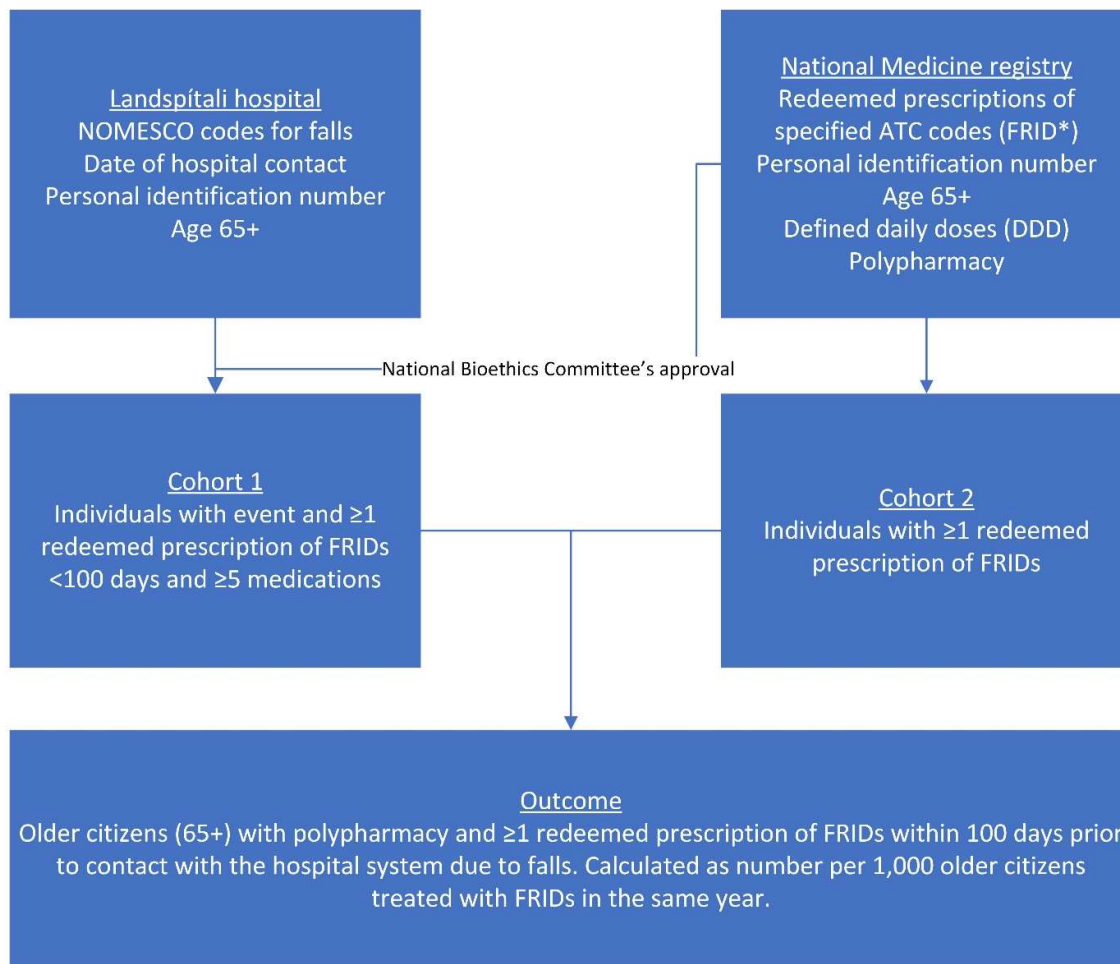 Landspítali hospital
NOMESCO codes for falls
Date of hospital contact
Personal identification number
Age 65+
National Medicine registry
Redeemed prescriptions of
specified ATC codes (FRID*)
Personal identification number
Age 65+
Defined daily doses (DDD)
Polypharmacy
National Bioethics Committee’s approval
Cohort 1
Individuals with event and ≥1
redeemed prescription of FRIDs
<100 days and ≥5 medications
Cohort 2
Individuals with ≥1 redeemed
prescription of FRIDs
Outcome
Older citizens (65+) with polypharmacy and ≥1 redeemed prescription of FRIDs within 100 days prior
to contact with the hospital system due to falls. Calculated as number per 1,000 older citizens
treated with FRIDs in the same year.